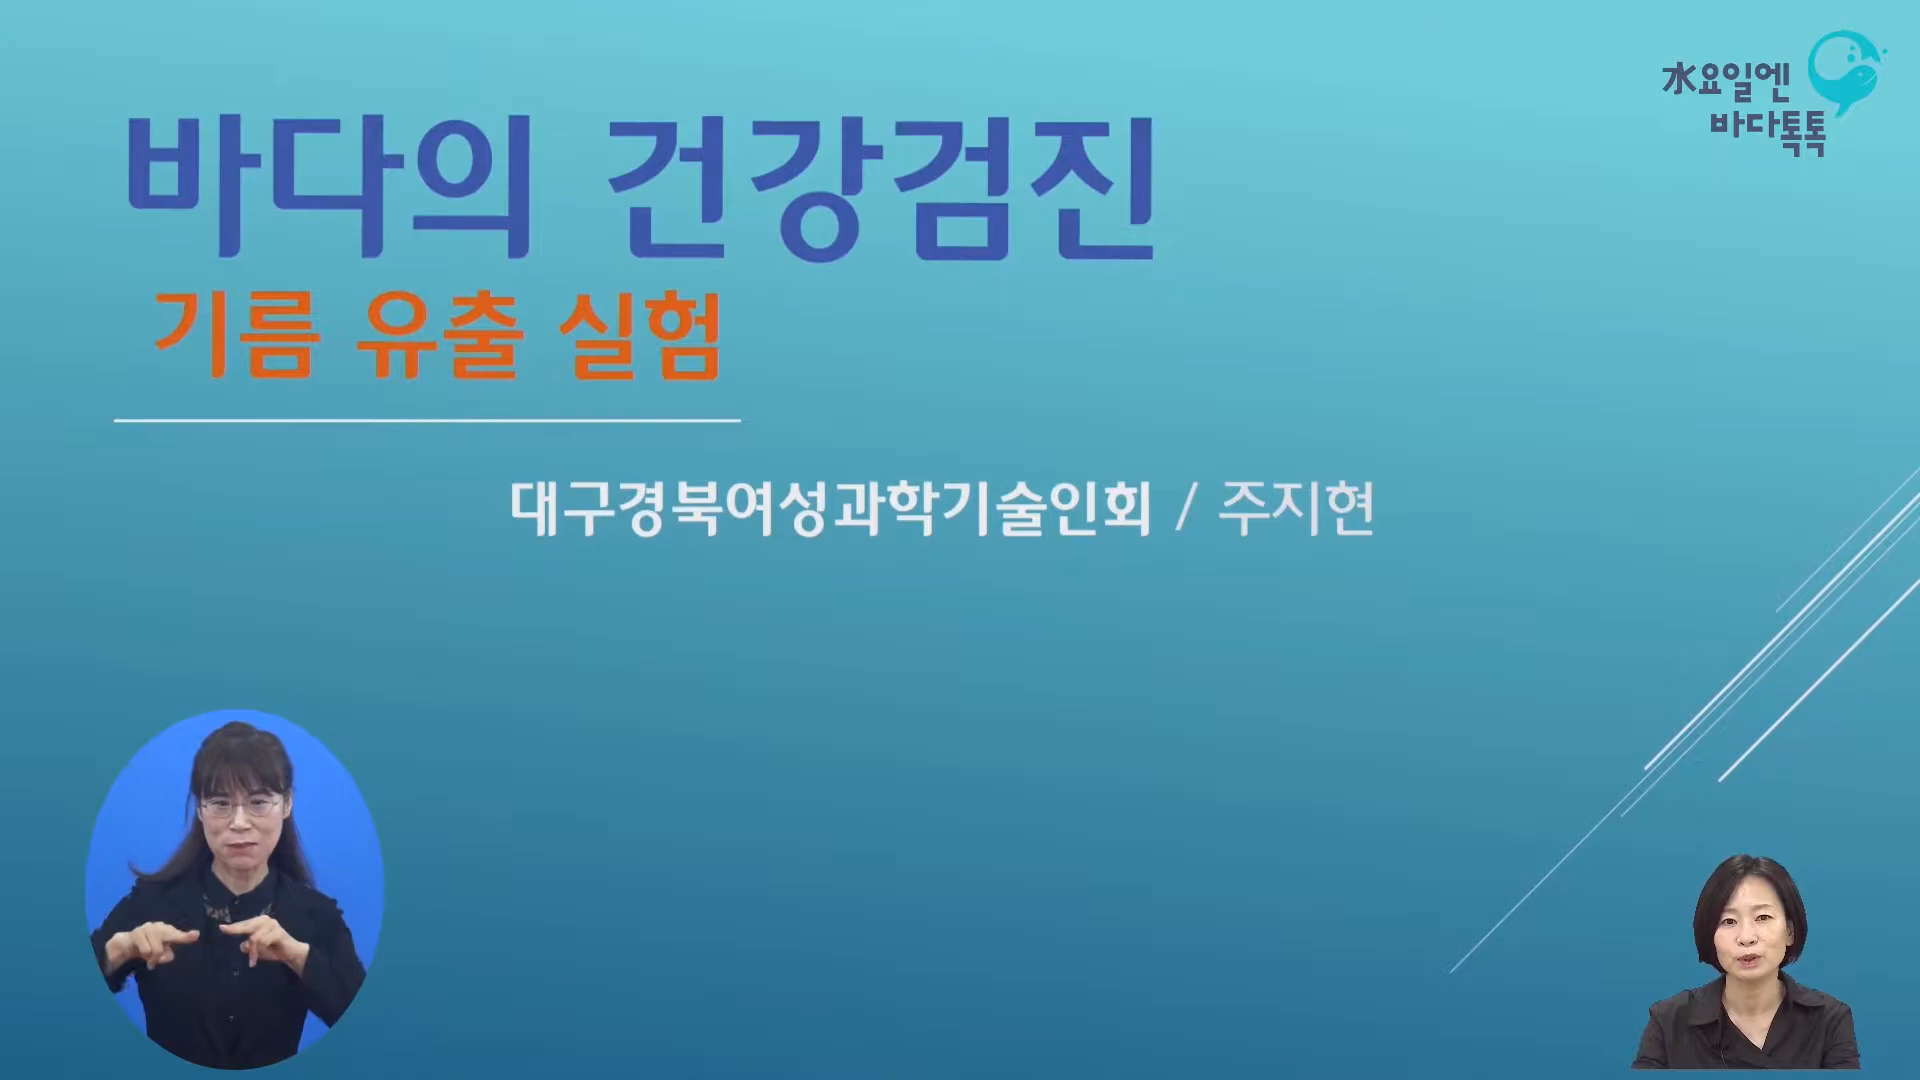 水요일엔
바다톡톡
바다의 건강검진
기름 유출 실험
대구경북여성과학기술인회 / 주지현